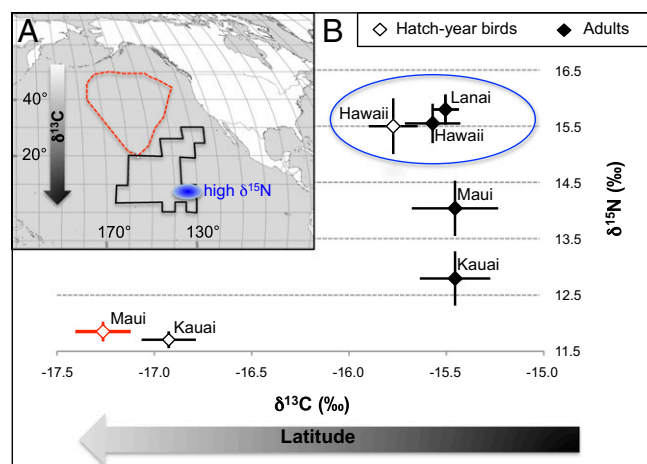 A
40°
20°
δ13C
high δ15N
170°
130°
B
Hatch-year birds
Adults
16.5
15.5
14.5
13.5
12.5
11.5
δ15N (‰)
Lanai
Hawaii
Hawaii
Maui
Kauai
Maui
Kauai
-17.5
-17.0
-16.5
-16.0
-15.5
-15.0
δ13C (‰)
Latitude